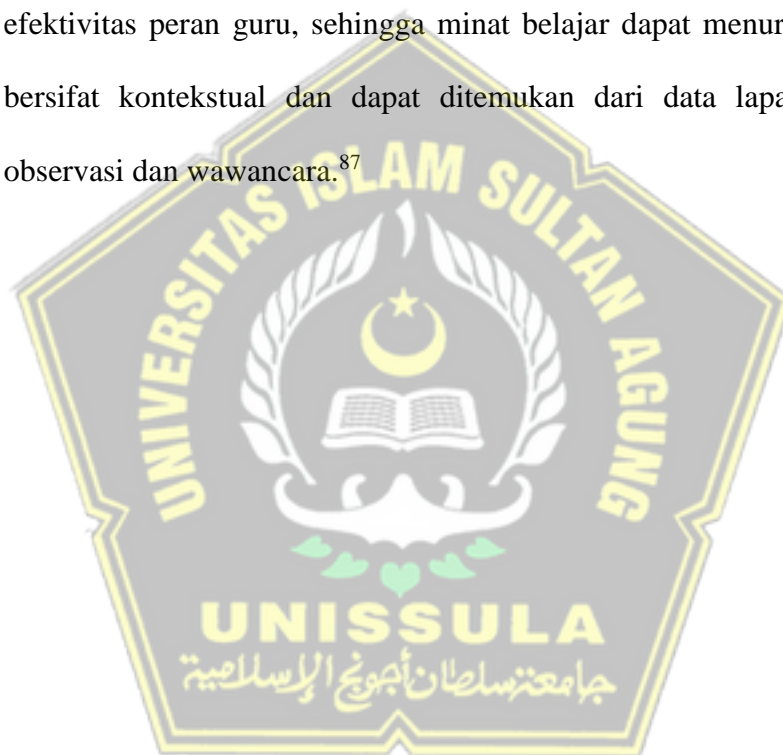 efektivitas peran guru, sehingga minat belajar dapat menur
bersifat kontekstual dan dapat ditemukan dari data lapa
observasi dan wawancara.87
UNIVERSITAS ISLAM SULTAN AGUNG
UNISSULA
جامعة سلطان أجونج الإسلامية